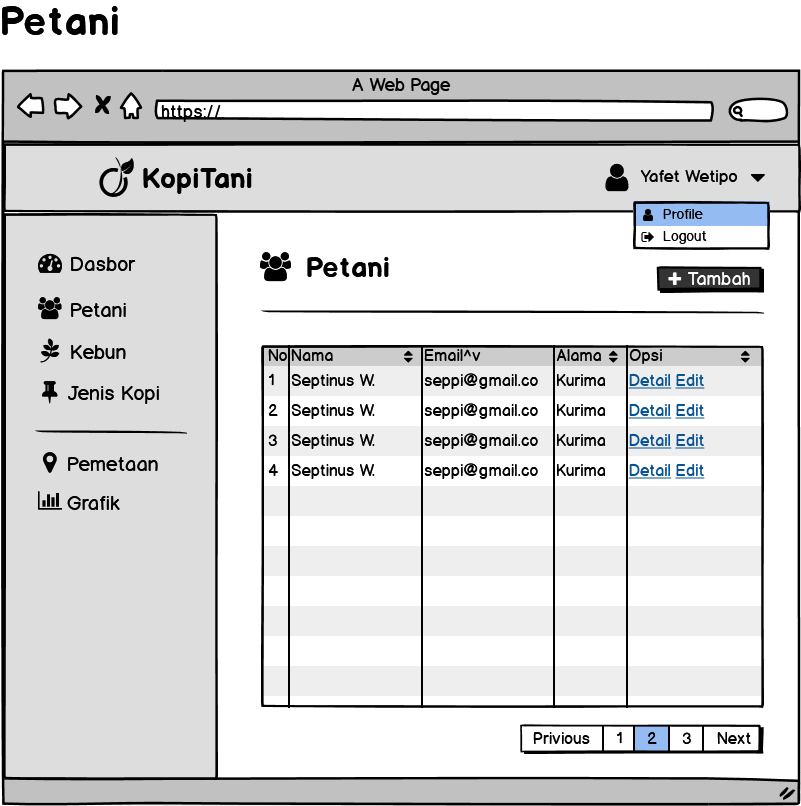 Petani
A Web Page
https://
KopiTani
Yafet Wetipo
Profile
Logout
Dasbor
Petani
Kebun
Jenis Kopi
Pemetaan
Grafik
Petani
+ Tambah
No Nama Email^v Alama Opsi
1 Septinus W. seppi@gmail.co Kurima Detail Edit
2 Septinus W. seppi@gmail.co Kurima Detail Edit
3 Septinus W. seppi@gmail.co Kurima Detail Edit
4 Septinus W. seppi@gmail.co Kurima Detail Edit
Privious 1 2 3 Next